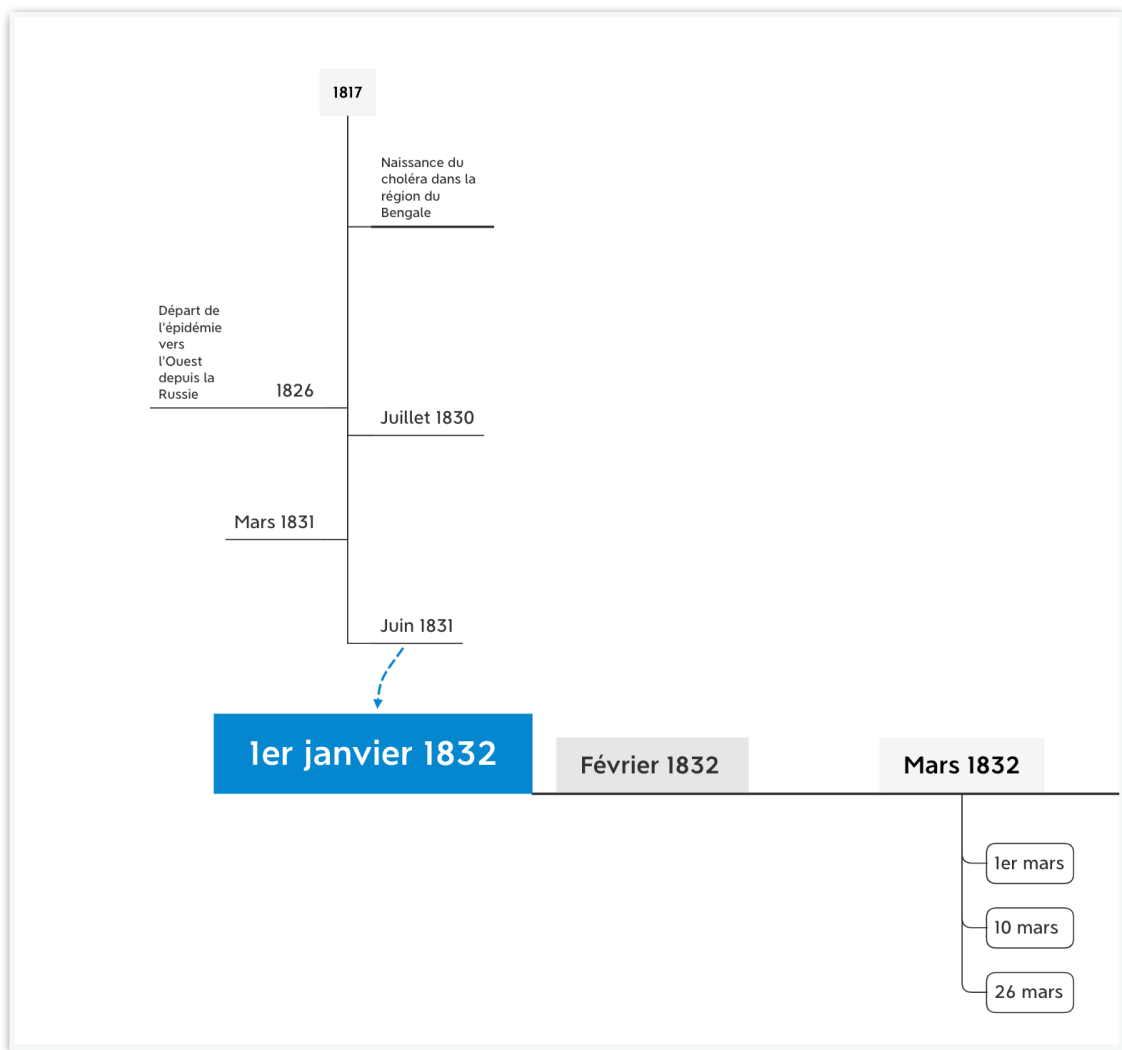 1817
Naissance du
choléra dans la
région du
Bengale
Départ de
l'épidémie
vers
l'Ouest
depuis la
Russie
1826
Juillet 1830
Mars 1831
Juin 1831
1er janvier 1832
Février 1832
Mars 1832
1er mars
10 mars
26 mars